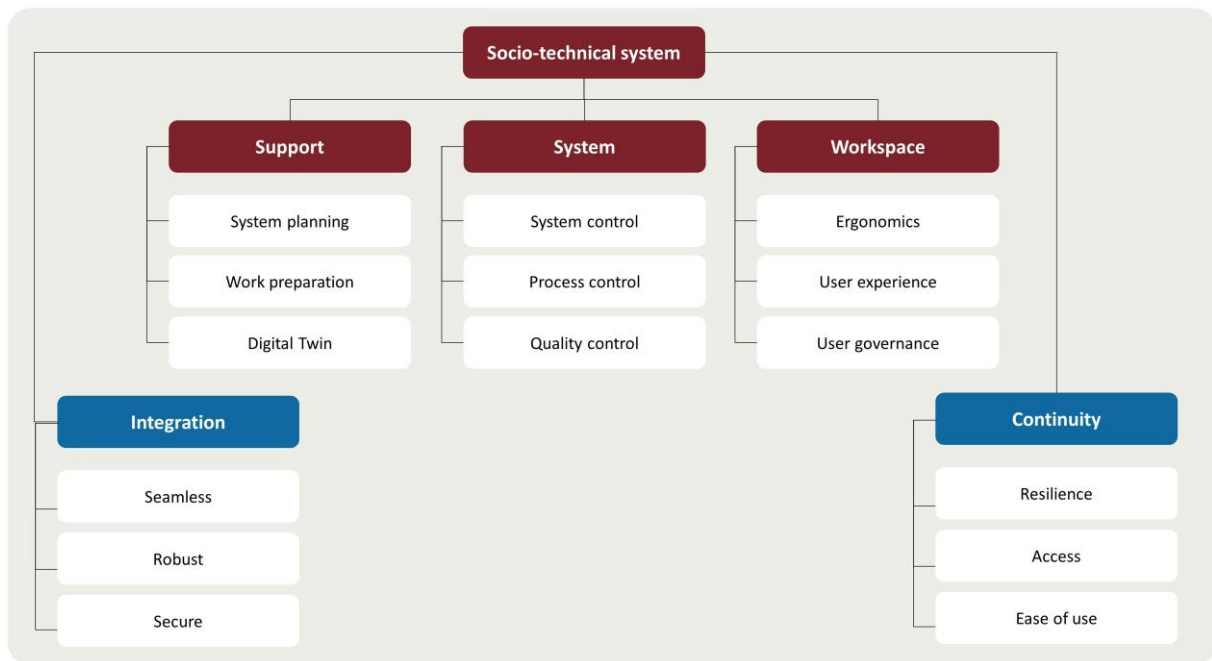 Socio-technical system
Support
System planning
Work preparation
Digital Twin
System
System control
Process control
Quality control
Workspace
Ergonomics
User experience
User governance
Integration
Seamless
Robust
Secure
Continuity
Resilience
Access
Ease of use